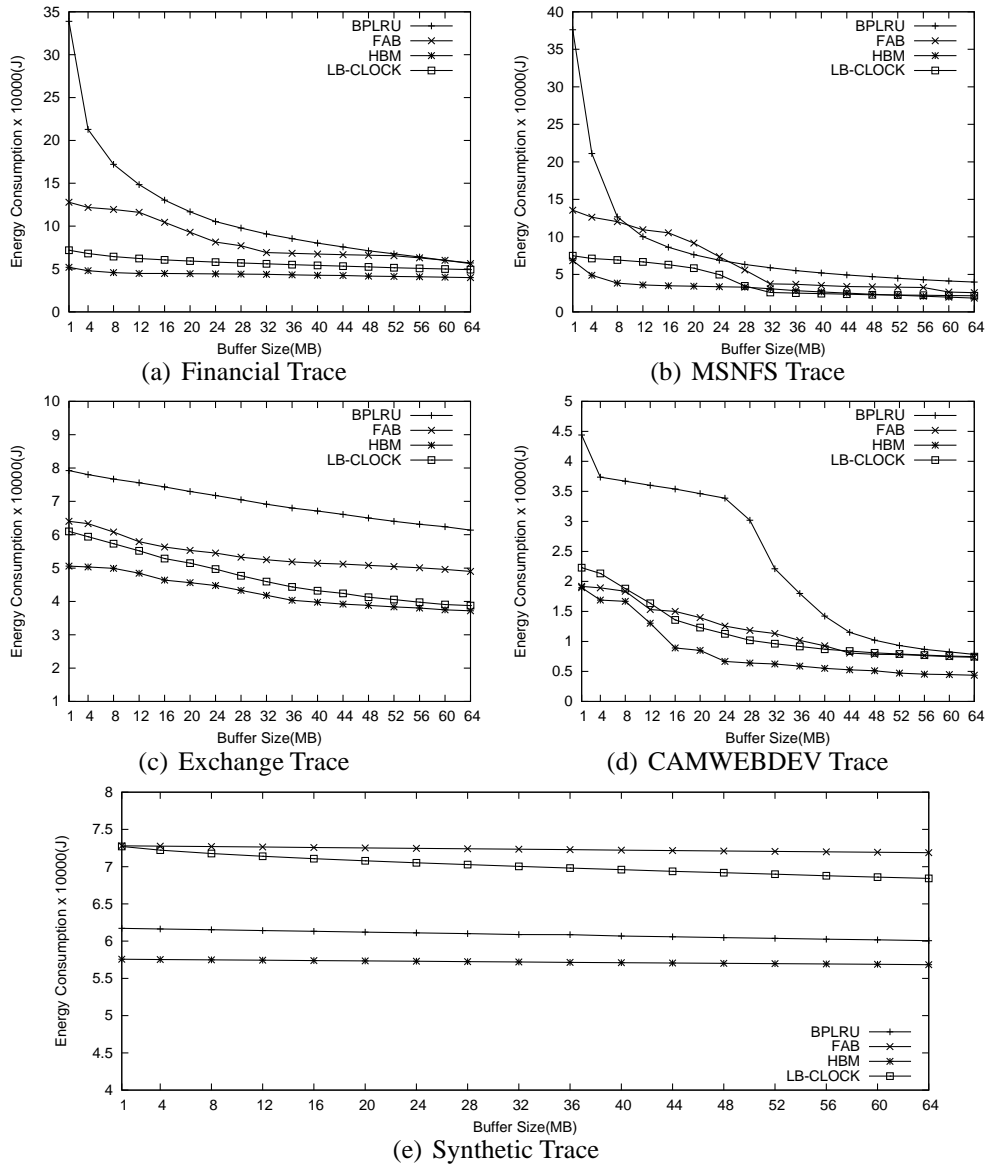 35
30
25
20
15
10
5
0
Energy Consumption x 10000(J)
BPLRU
FAB
HBM
LB-CLOCK
1 4 8 12 16 20 24 28 32 36 40 44 48 52 56 60 64
Buffer Size(MB)
(a) Financial Trace
40
35
30
25
20
15
10
5
0
Energy Consumption x 10000(J)
BPLRU
FAB
HBM
LB-CLOCK
1 4 8 12 16 20 24 28 32 36 40 44 48 52 56 60 64
Buffer Size(MB)
(b) MSNFS Trace
10
9
8
7
6
5
4
3
2
1
Energy Consumption x 10000(J)
BPLRU
FAB
HBM
LB-CLOCK
1 4 8 12 16 20 24 28 32 36 40 44 48 52 56 60 64
Buffer Size(MB)
(c) Exchange Trace
5
4.5
4
3.5
3
2.5
2
1.5
1
0.5
0
Energy Consumption x 10000(J)
BPLRU
FAB
HBM
LB-CLOCK
1 4 8 12 16 20 24 28 32 36 40 44 48 52 56 60 64
Buffer Size(MB)
(d) CAMWEBDEV Trace
8
7.5
7
6.5
6
5.5
5
4.5
4
Energy Consumption x 10000(J)
BPLRU
FAB
HBM
LB-CLOCK
1 4 8 12 16 20 24 28 32 36 40 44 48 52 56 60 64
Buffer Size(MB)
(e) Synthetic Trace